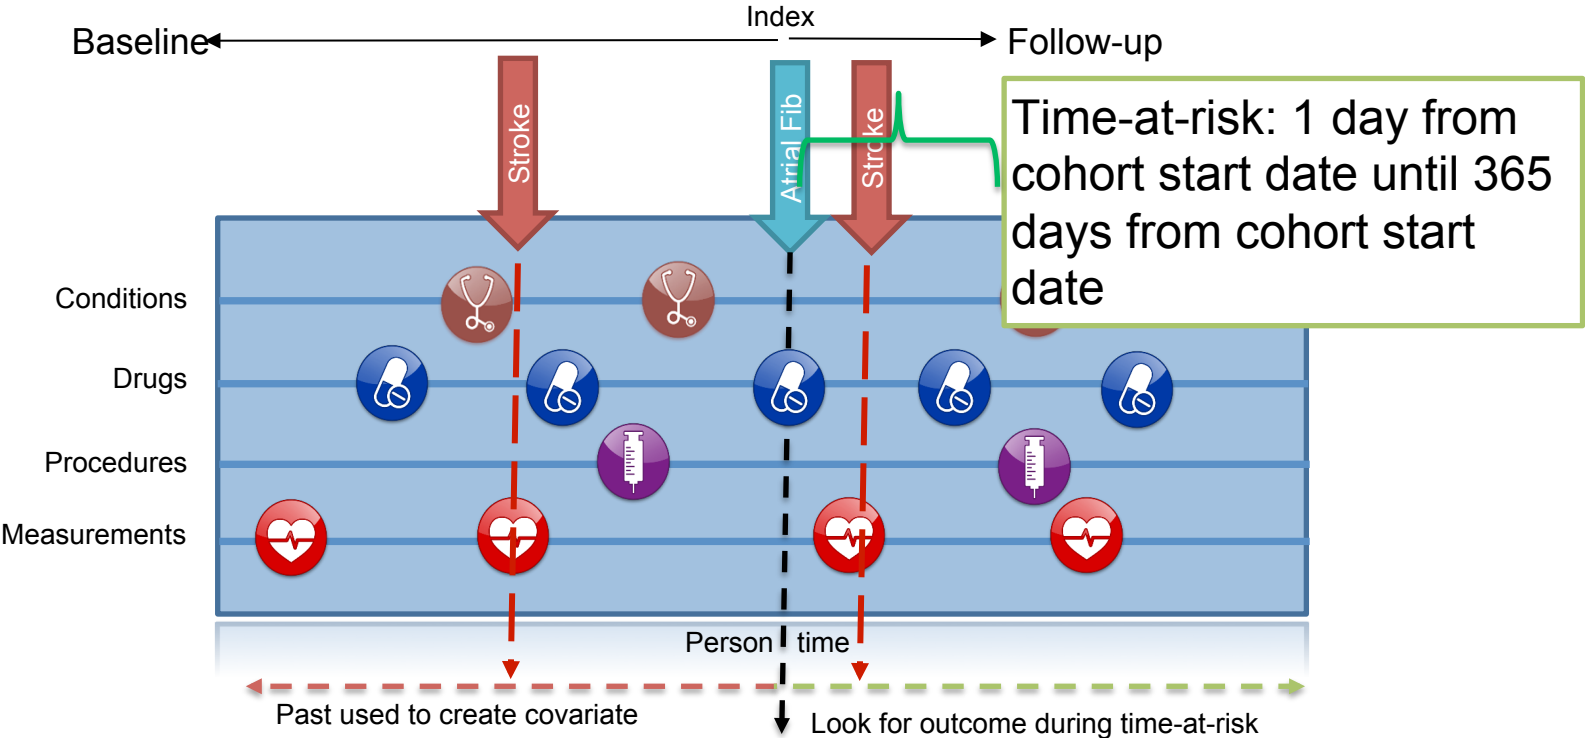 Index
Baseline
Follow-up
Stroke
Atrial Fib
Stroke
Time-at-risk: 1 day from
cohort start date until 365
days from cohort start
date
Conditions
Drugs
Procedures
Measurements
Person time
Past used to create covariate
Look for outcome during time-at-risk